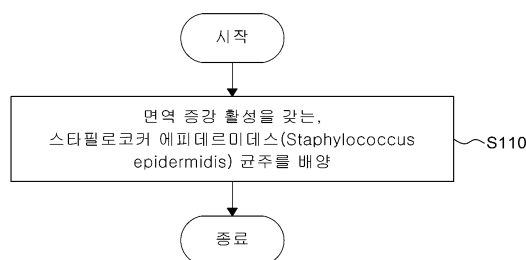 시작
면역 증강 활성을 갖는,
스타필로코커 에피데르미데스(Staphylococcus
epidermidis) 균주를 배양
S110
종료